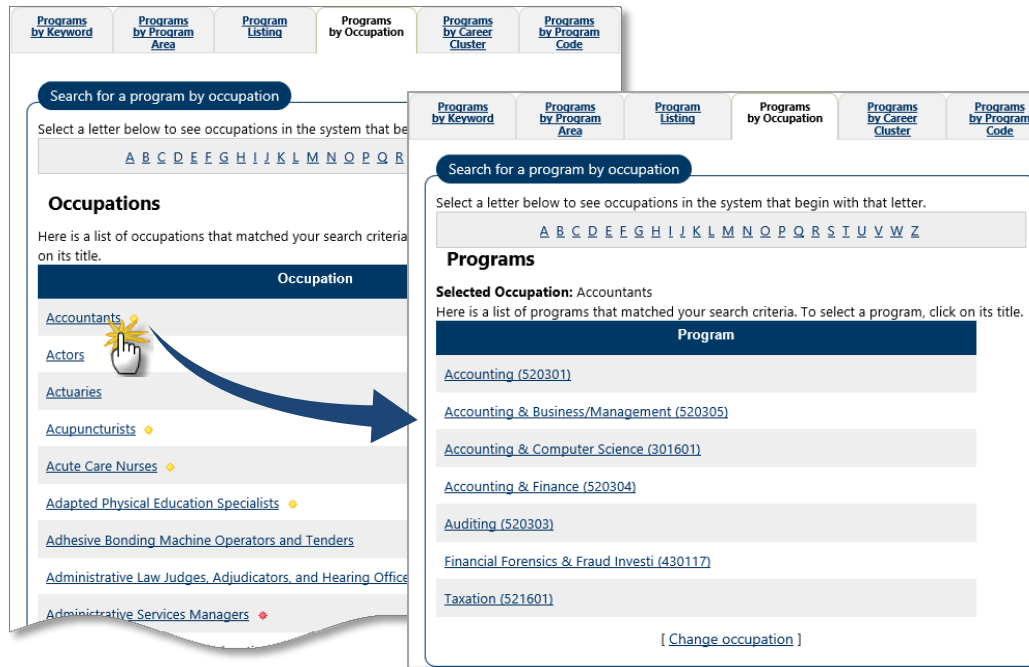 Programs
by Keyword
Programs
by Program
Area
Program
Listing
Programs
by Occupation
Programs
by Career
Cluster
Programs
by Program
Code
Search for a program by occupation
Select a letter below to see occupations in the system that be
A B C D E F G H I J K L M N O P Q R
Occupations
Here is a list of occupations that matched your search criteria
on its title.
Occupation
Accountants
Actors
Actuaries
Acupuncturists
Acute Care Nurses
Adapted Physical Education Specialists
Adhesive Bonding Machine Operators and Tenders
Administrative Law Judges, Adjudicators, and Hearing Office
Administrative Services Managers
Programs
by Keyword
Programs
by Program
Area
Program
Listing
Programs
by Occupation
Programs
by Career
Cluster
Programs
by Program
Code
Search for a program by occupation
Select a letter below to see occupations in the system that begin with that letter.
A B C D E F G H I J K L M N O P Q R S T U V W Z
Programs
Selected Occupation: Accountants
Here is a list of programs that matched your search criteria. To select a program, click on its title.
Program
Accounting (520301)
Accounting & Business/Management (520305)
Accounting & Computer Science (301601)
Accounting & Finance (520304)
Auditing (520303)
Financial Forensics & Fraud Investi (430117)
Taxation (521601)
[ Change occupation ]